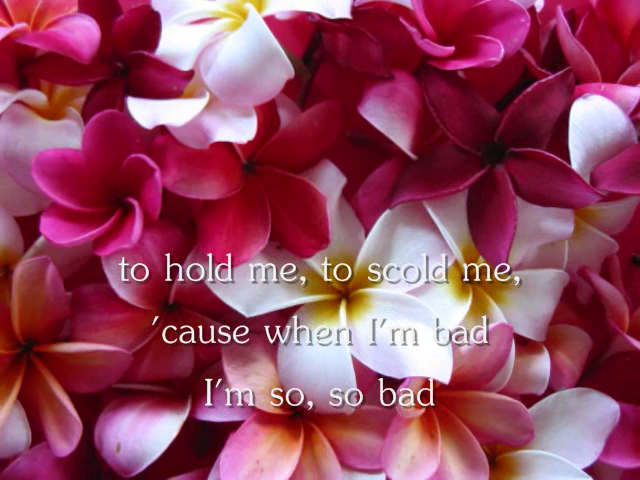 to hold me, to scold me,
’cause when I’m bad
I’m so, so bad